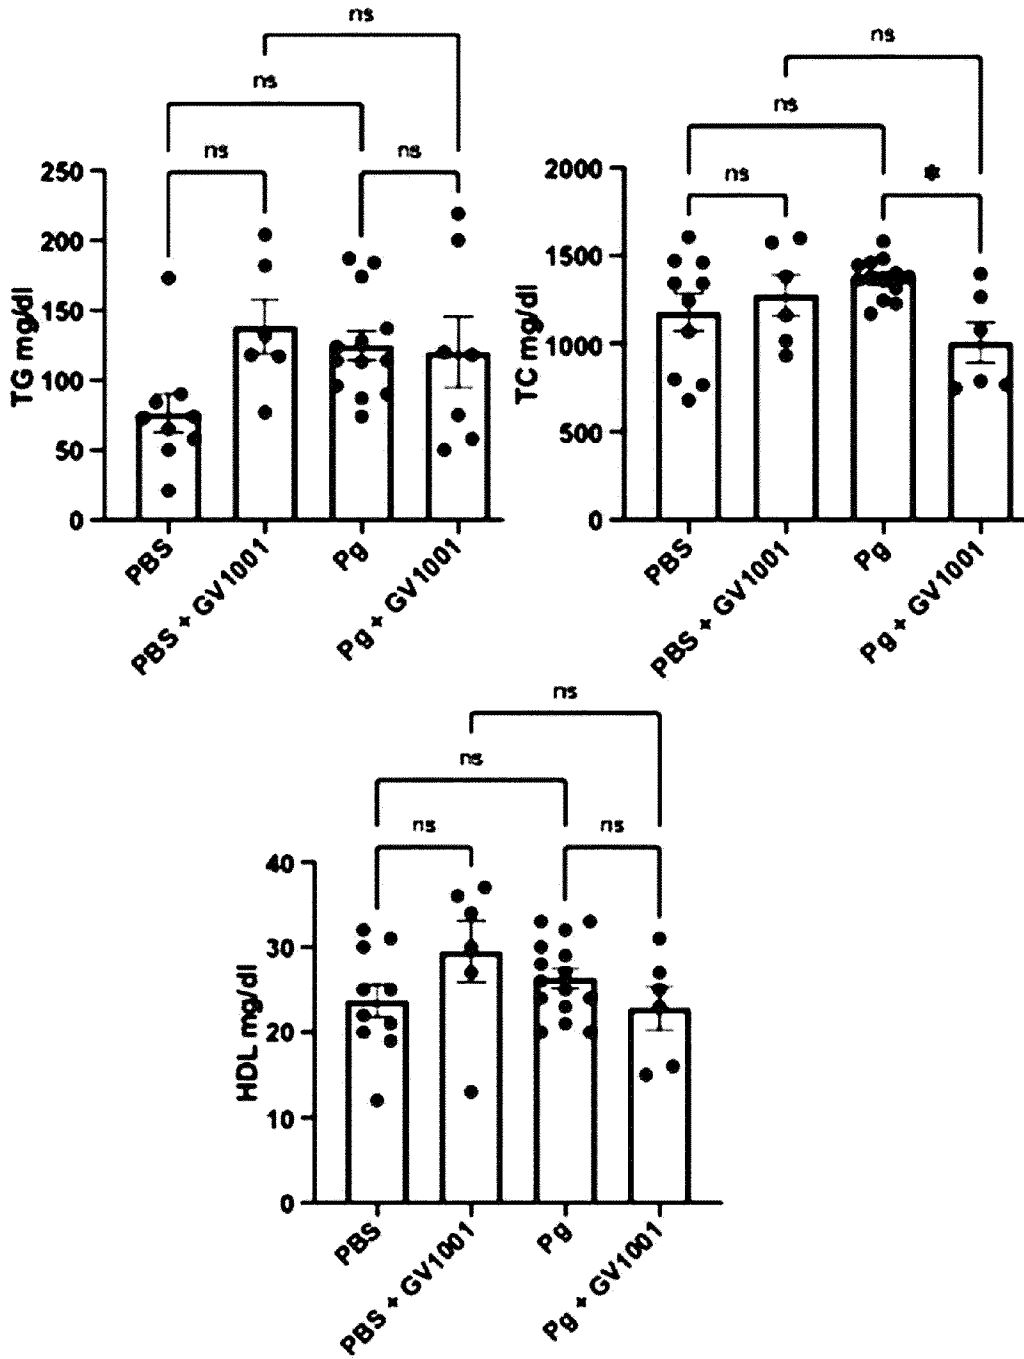 ns
ns
ns
ns
250
200
150
100
50
0
TG mg/dl
PBS
PBS + GV1001
Pg
Pg + GV1001
ns
ns
ns
*
2000
1500
1000
500
0
TC mg/dl
PBS
PBS + GV1001
Pg
Pg + GV1001
ns
ns
ns
ns
40
30
20
10
0
HDL mg/dl
PBS
PBS + GV1001
Pg
Pg + GV1001